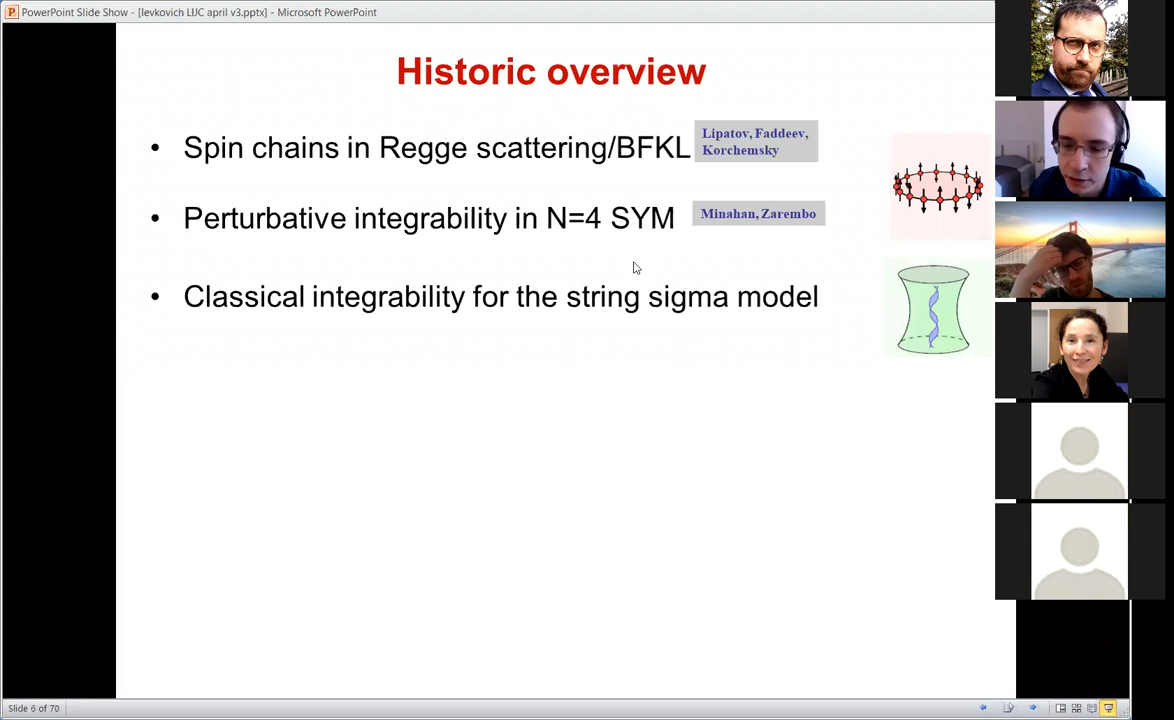 PowerPoint Slide Show - [levkovich LIJC april v3.pptx] - Microsoft PowerPoint
Historic overview
• Spin chains in Regge scattering/BFKL
Lipatov, Faddeev,
Korchemsky
• Perturbative integrability in N=4 SYM
Minahan, Zarembo
• Classical integrability for the string sigma model
Slide 6 of 70